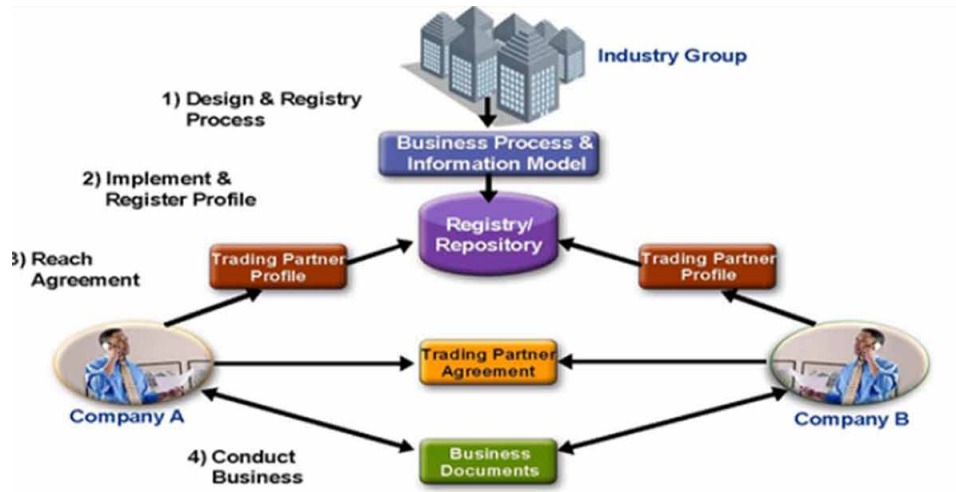 Industry Group
1) Design & Registry
Process
Business Process &
Information Model
2) Implement &
Register Profile
Registry/
Repository
3) Reach
Agreement
Trading Partner
Profile
Trading Partner
Profile
Trading Partner
Agreement
Company A
Company B
4) Conduct
Business
Business
Documents